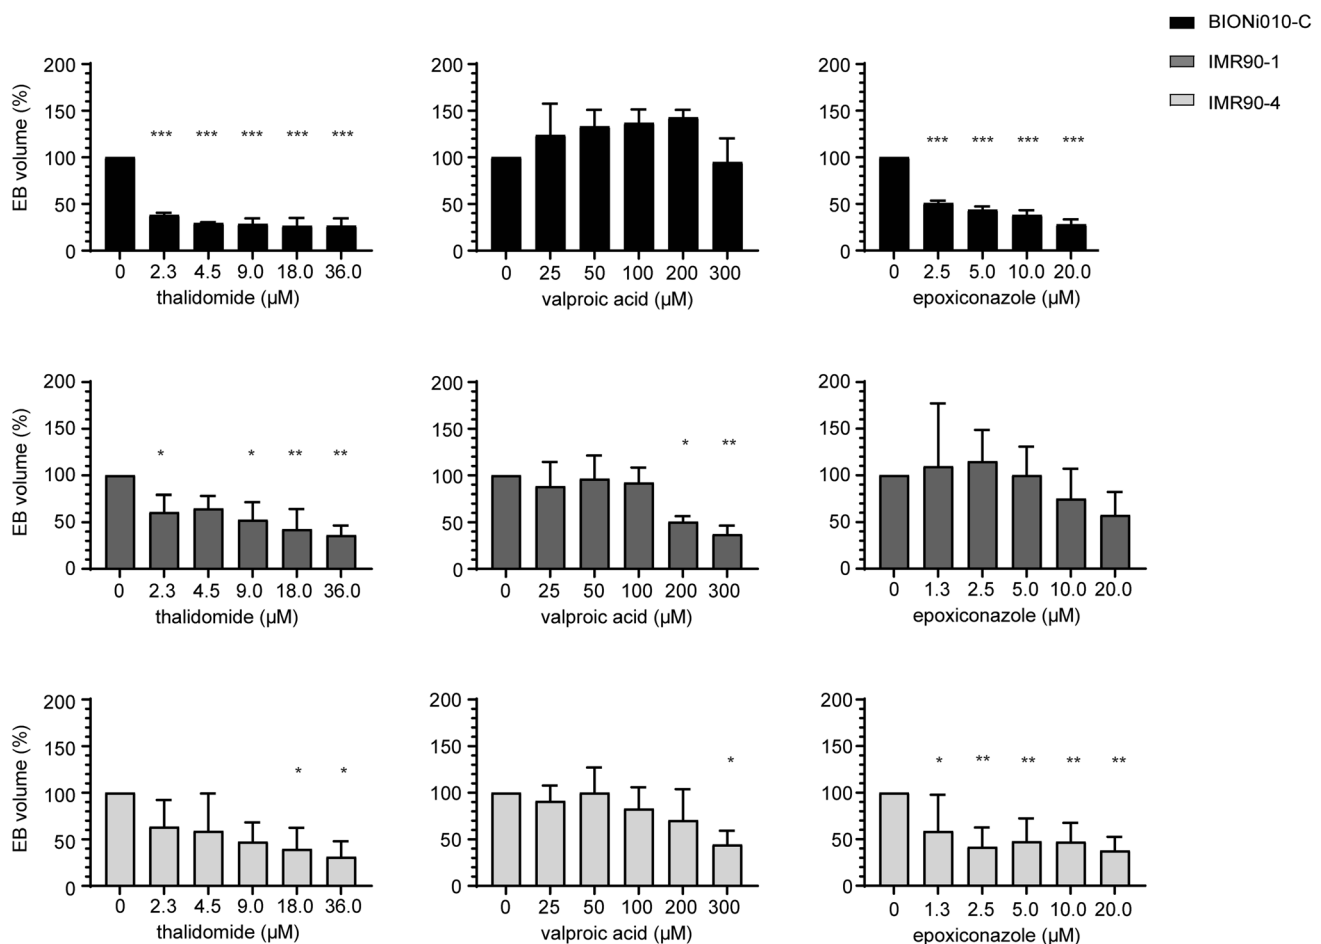 BIONi010-C
IMR90-1
IMR90-4
EB volume (%)
200
150
100
50
0
*** *** *** *** ***
0 2.3 4.5 9.0 18.0 36.0
thalidomide (µM)
200
150
100
50
0
0 25 50 100 200 300
valproic acid (µM)
200
150
100
50
0
*** *** *** ***
0 2.5 5.0 10.0 20.0
epoxiconazole (µM)
EB volume (%)
200
150
100
50
0
* * ** **
0 2.3 4.5 9.0 18.0 36.0
thalidomide (µM)
200
150
100
50
0
* **
0 25 50 100 200 300
valproic acid (µM)
200
150
100
50
0
0 1.3 2.5 5.0 10.0 20.0
epoxiconazole (µM)
EB volume (%)
200
150
100
50
0
* *
0 2.3 4.5 9.0 18.0 36.0
thalidomide (µM)
200
150
100
50
0
*
0 25 50 100 200 300
valproic acid (µM)
200
150
100
50
0
* ** ** ** **
0 1.3 2.5 5.0 10.0 20.0
epoxiconazole (µM)